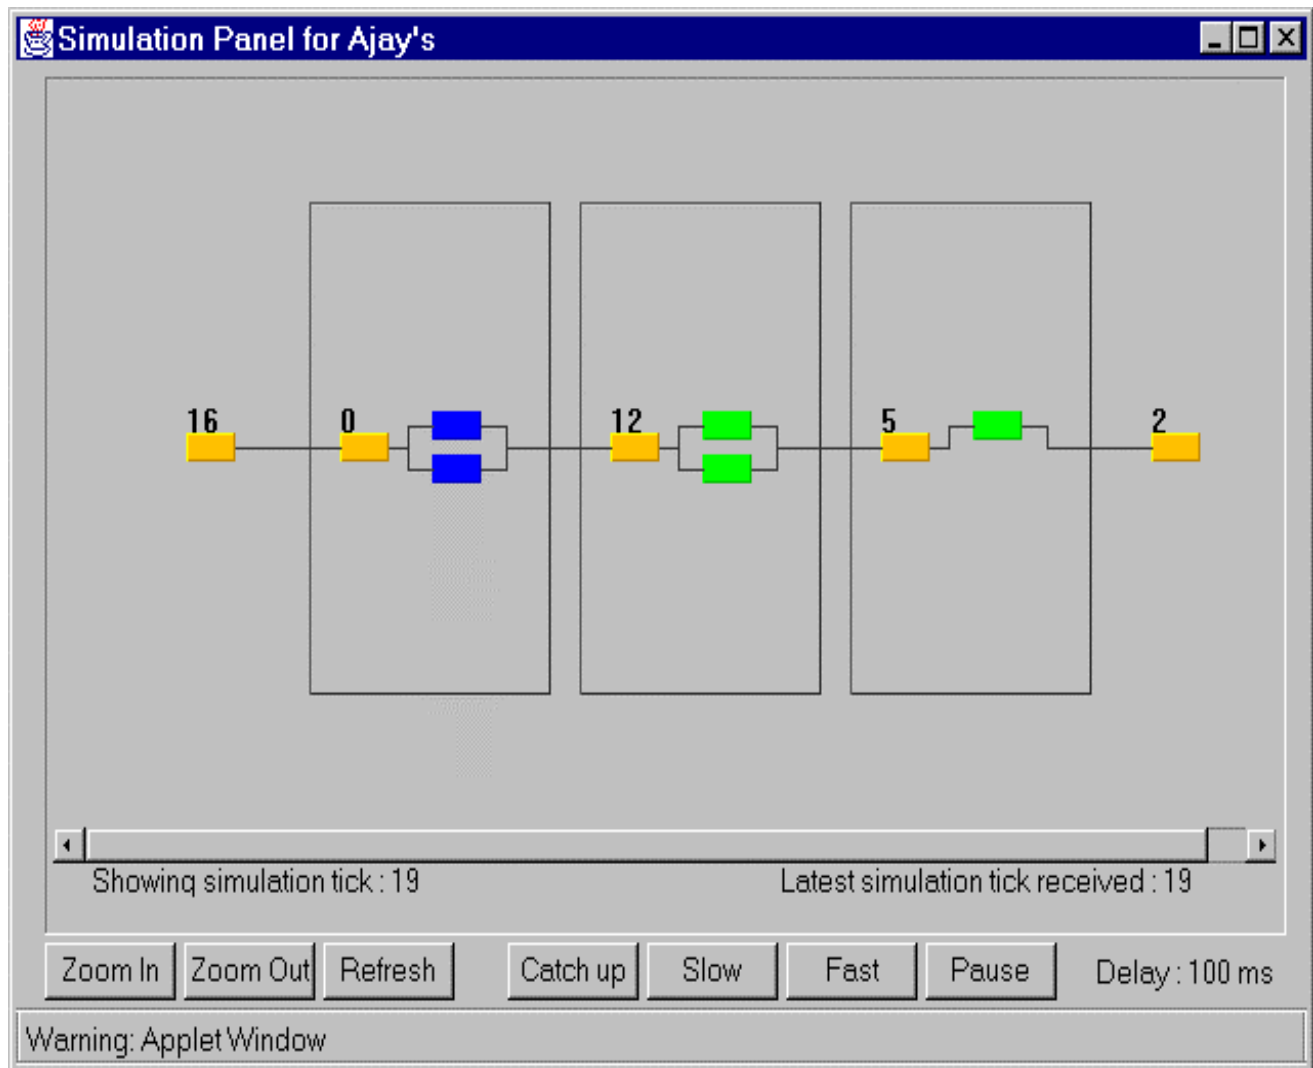 Simulation Panel for Ajay's
16 0 12 5 2
Showing simulation tick : 19
Latest simulation tick received : 19
Zoom In Zoom Out Refresh Catch up Slow Fast Pause Delay : 100 ms
Warning: Applet Window